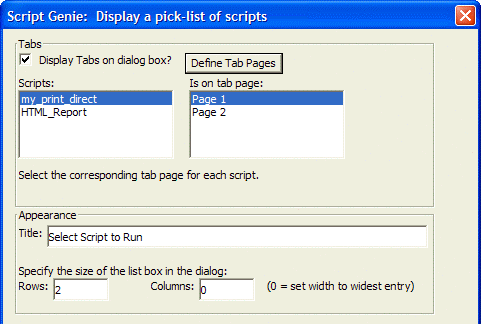 Script Genie: Display a pick-list of scripts
Tabs
Display Tabs on dialog box? Define Tab Pages
Scripts: Is on tab page:
my_print_direct Page 1
HTML_Report Page 2
Select the corresponding tab page for each script.
Appearance
Title: Select Script to Run
Specify the size of the list box in the dialog:
Rows: 2 Columns: 0 (0 = set width to widest entry)